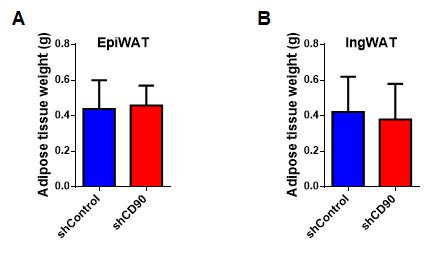 A
EpiWAT
Adipose tissue weight (g)
0.8
0.6
0.4
0.2
0.0
shControl
shCD90
B
IngWAT
Adipose tissue weight (g)
0.8
0.6
0.4
0.2
0.0
shControl
shCD90